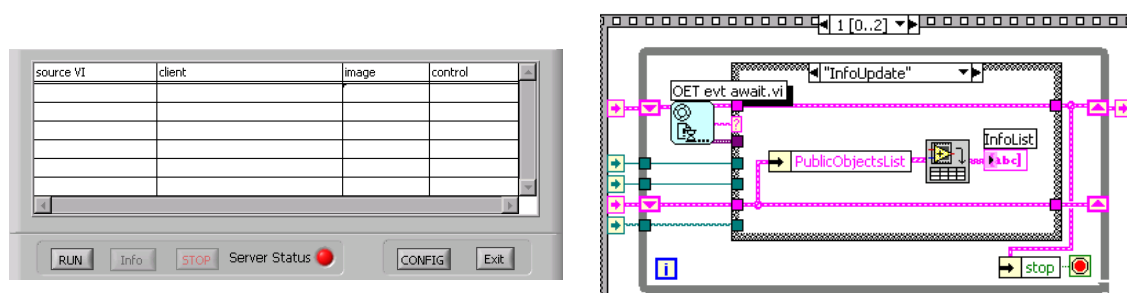 source VI client image control
RUN Info STOP Server Status CONFIG Exit
1 [0..2]
"InfoUpdate"
OET evt await.vi
?
InfoList
PublicObjectsList
abc
i
stop